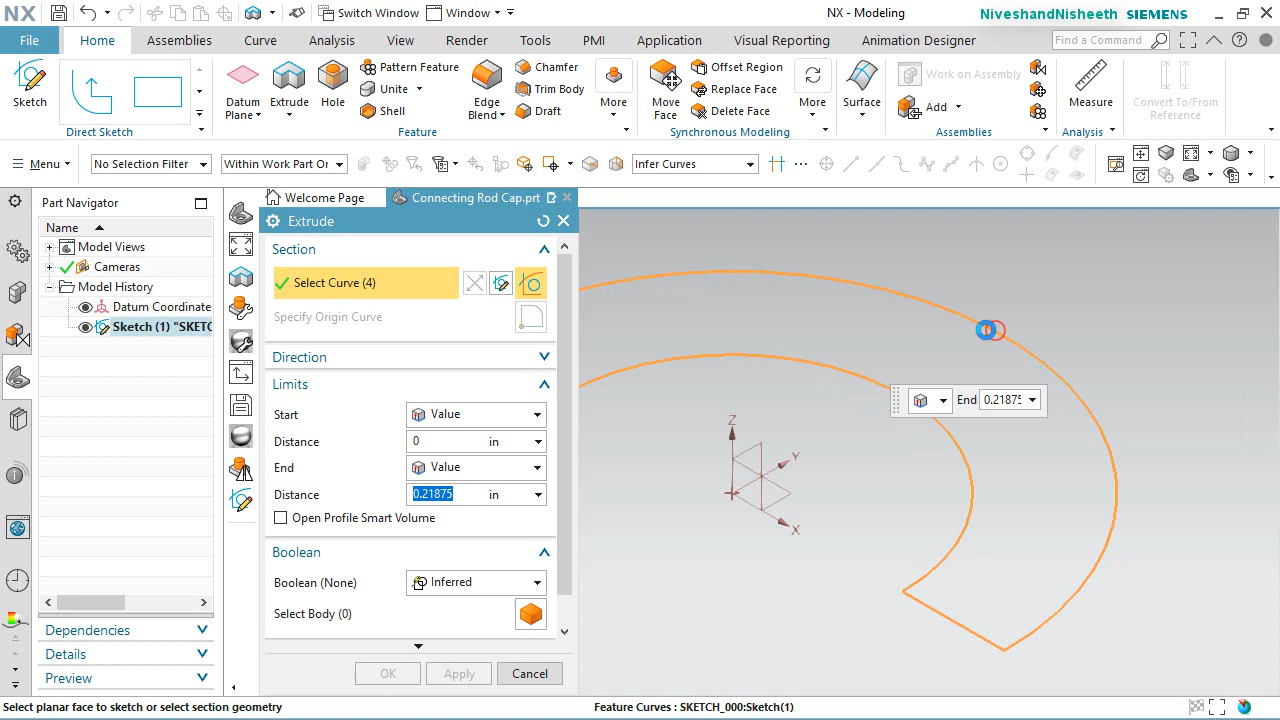 NX
Switch Window
Window
NX - Modeling
NiveshandNisheeth SIEMENS
File
Home
Assemblies
Curve
Analysis
View
Render
Tools
PMI
Application
Visual Reporting
Animation Designer
Find a Command
Sketch
Direct Sketch
Datum
Plane
Extrude
Hole
Pattern Feature
Unite
Shell
Edge
Blend
Chamfer
Trim Body
Draft
More
Feature
Move
Face
Offset Region
Replace Face
Delete Face
More
Synchronous Modeling
Surface
Work on Assembly
Add
Assemblies
Measure
Analysis
Convert To/From
Reference
Menu
No Selection Filter
Within Work Part Or
Infer Curves
Part Navigator
Name
Model Views
Cameras
Model History
Datum Coordinate
Sketch (1) "SKETC
Dependencies
Details
Preview
Welcome Page
Connecting Rod Cap.prt
Extrude
Section
Select Curve (4)
Specify Origin Curve
Direction
Limits
Start
Value
Distance
0
in
End
Value
Distance
0.21875
in
Open Profile Smart Volume
Boolean
Boolean (None)
Inferred
Select Body (0)
OK
Apply
Cancel
End 0.21875
Z
Y
X
Select planar face to sketch or select section geometry
Feature Curves : SKETCH_000:Sketch(1)